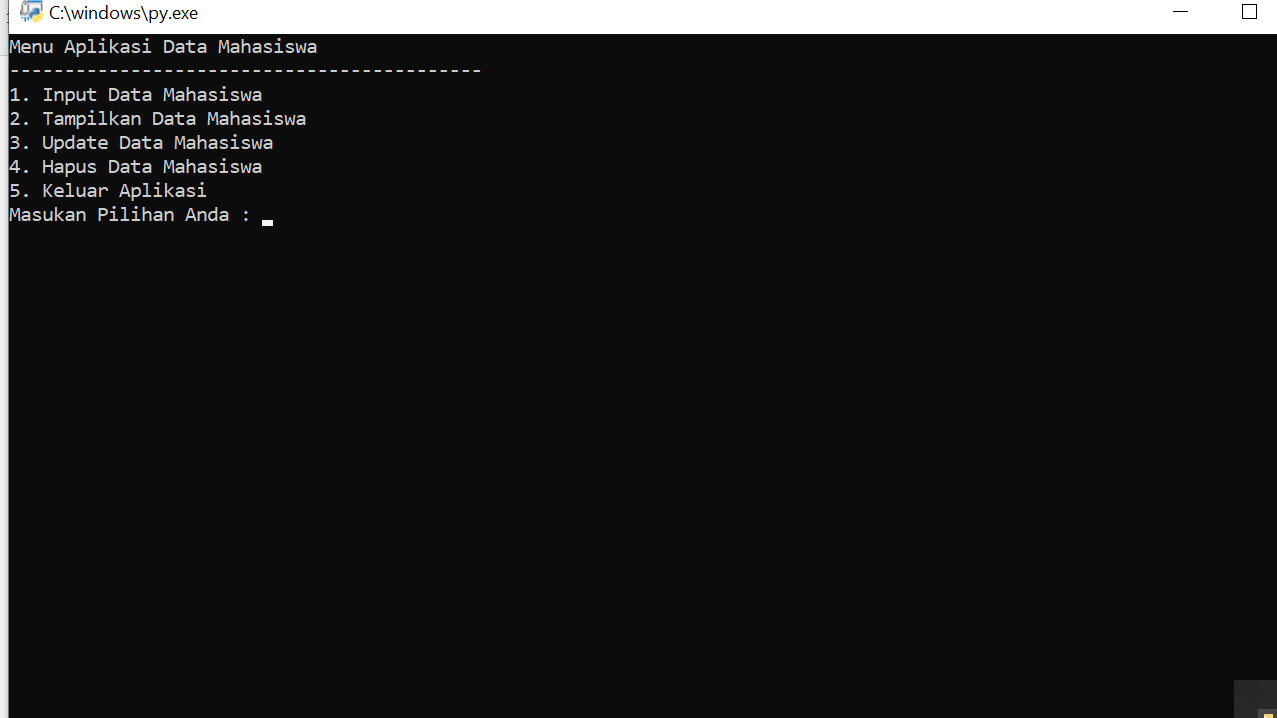 C:\windows\py.exe
Menu Aplikasi Data Mahasiswa
-------------------------------------------
1. Input Data Mahasiswa
2. Tampilkan Data Mahasiswa
3. Update Data Mahasiswa
4. Hapus Data Mahasiswa
5. Keluar Aplikasi
Masukan Pilihan Anda :